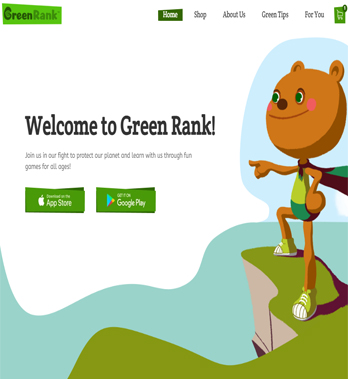 GreenRank
Home Shop About Us Green Tips For You
0
Welcome to Green Rank!
Join us in our fight to protect our planet and learn with us through fun
games for all ages!
Download on the
App Store
GET IT ON
Google Play